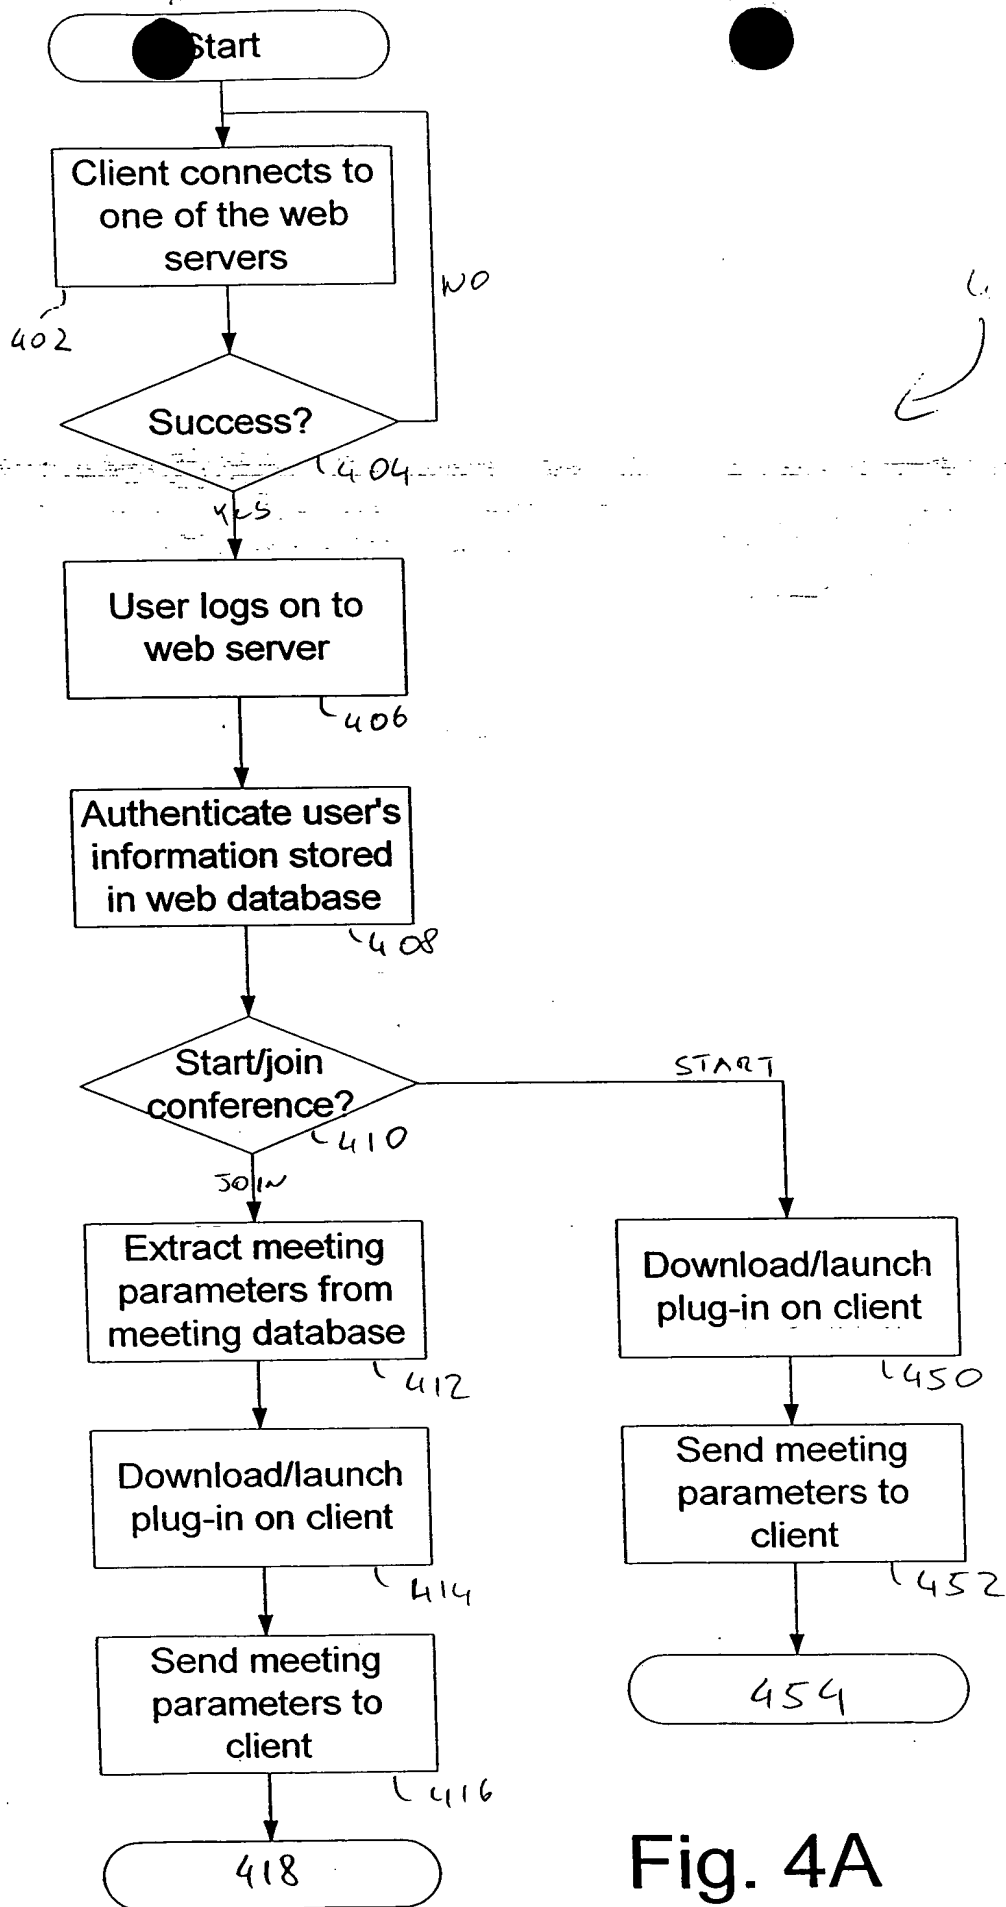 Start
Client connects to
one of the web
servers
NO
402
Success?
404
YES
User logs on to
web server
406
Authenticate user's
information stored
in web database
408
Start/join
conference?
410
START
JOIN
Extract meeting
parameters from
meeting database
412
Download/launch
plug-in on client
414
Send meeting
parameters to
client
416
418
Download/launch
plug-in on client
450
Send meeting
parameters to
client
452
454
Fig. 4A